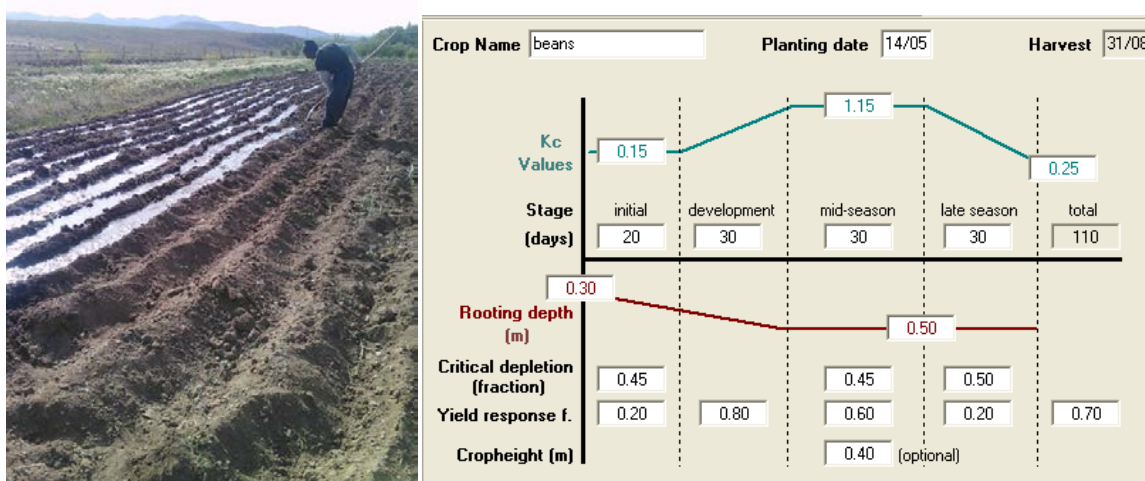 Crop Name beans Planting date 14/05 Harvest 31/08
1.15
Kc
Values
0.15
0.25
Stage initial development mid-season late season total
(days) 20 30 30 30 110
0.30
Rooting depth
(m)
0.50
Critical depletion
(fraction)
0.45 0.45 0.50
Yield response f. 0.20 0.80 0.60 0.20 0.70
Cropheight (m) 0.40 (optional)